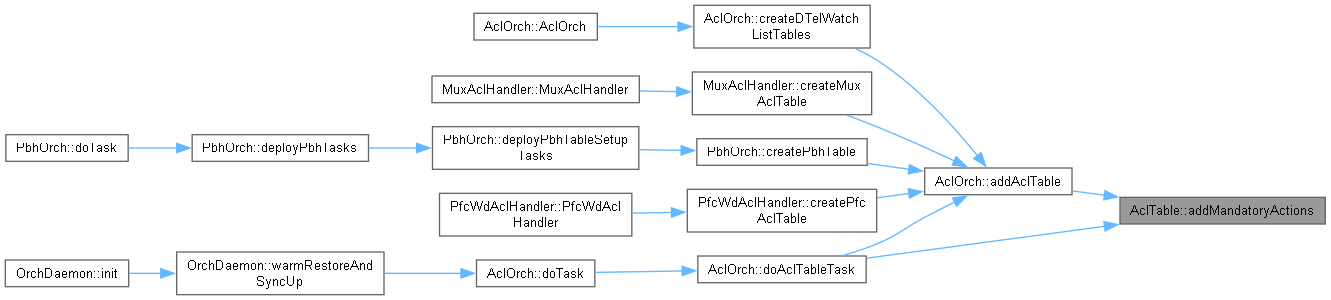 AclOrch::AclOrch
AclOrch::createDTelWatch
ListTables
MuxAclHandler::MuxAclHandler
MuxAclHandler::createMux
AclTable
PbhOrch::doTask
PbhOrch::deployPbhTasks
PbhOrch::deployPbhTableSetup
Tasks
PbhOrch::createPbhTable
AclOrch::addAclTable
AclTable::addMandatoryActions
PfcWdAclHandler::PfcWdAcl
Handler
PfcWdAclHandler::createPfc
AclTable
OrchDaemon::init
OrchDaemon::warmRestoreAnd
SyncUp
AclOrch::doTask
AclOrch::doAclTableTask